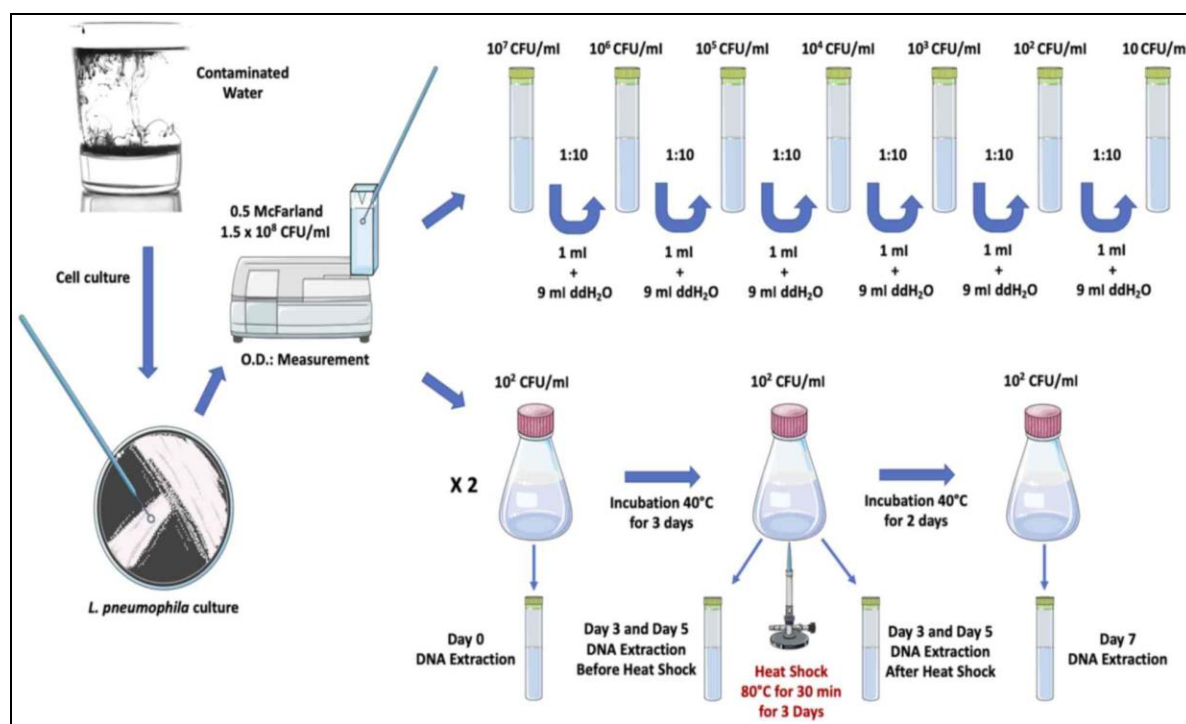 10⁷ CFU/ml
10⁶ CFU/ml
10⁵ CFU/ml
10⁴ CFU/ml
10³ CFU/ml
10² CFU/ml
10 CFU/m
Contaminated
Water
1:10
1:10
1:10
1:10
1:10
1:10
0.5 McFarland
1.5 x 10⁸ CFU/ml
1 ml
+
9 ml ddH₂O
1 ml
+
9 ml ddH₂O
1 ml
+
9 ml ddH₂O
1 ml
+
9 ml ddH₂O
1 ml
+
9 ml ddH₂O
1 ml
+
9 ml ddH₂O
Cell culture
O.D.: Measurement
10² CFU/ml
10² CFU/ml
10² CFU/ml
X 2
Incubation 40°C
for 3 days
Incubation 40°C
for 2 days
L. pneumophila culture
Day 0
DNA Extraction
Day 3 and Day 5
DNA Extraction
Before Heat Shock
Heat Shock
80°C for 30 min
for 3 Days
Day 3 and Day 5
DNA Extraction
After Heat Shock
Day 7
DNA Extraction